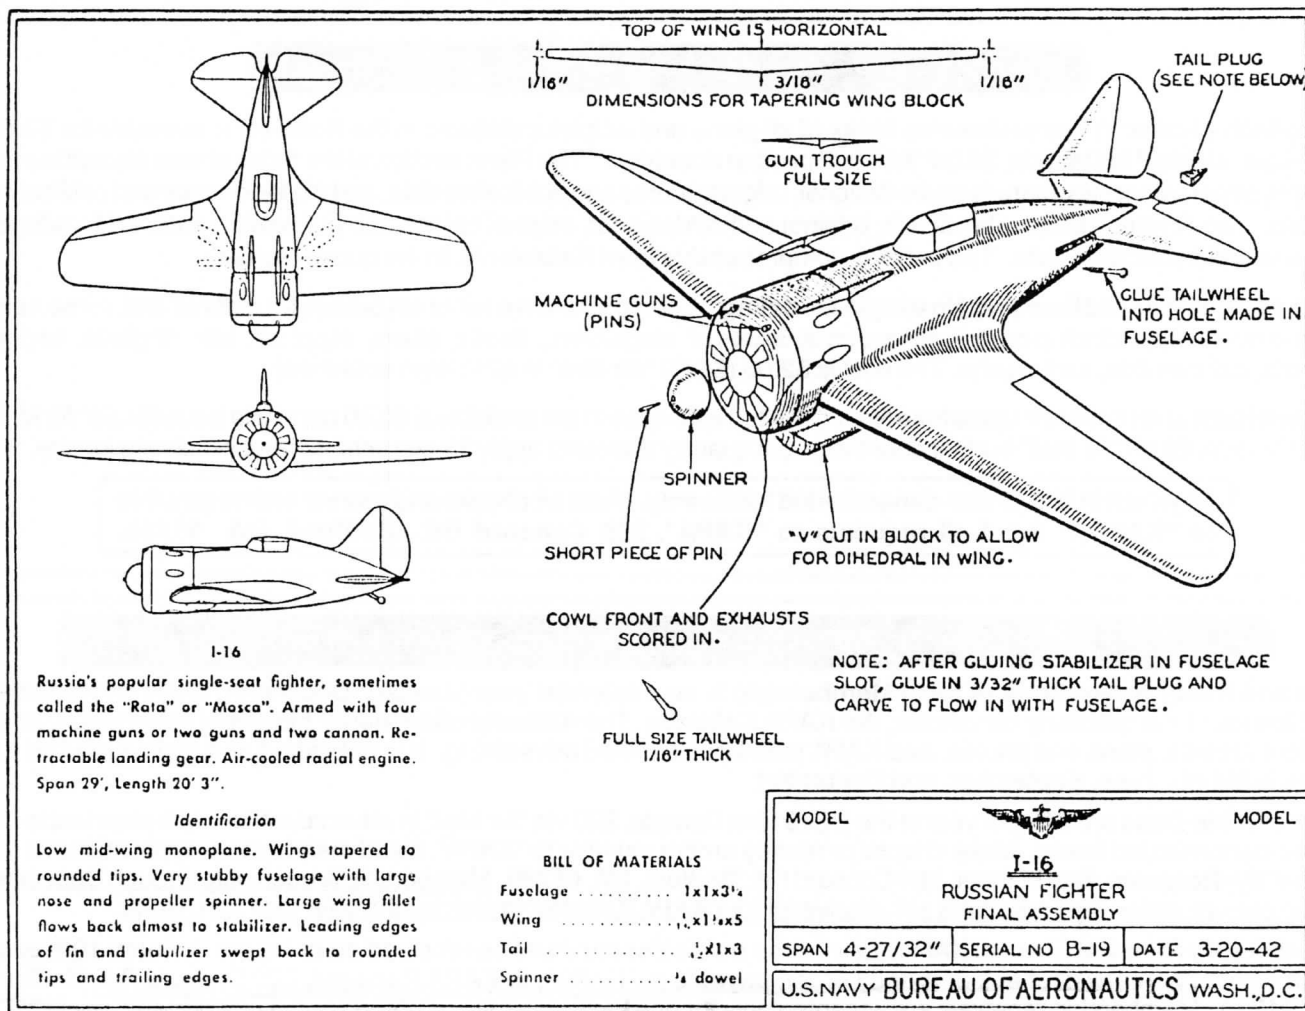 TOP OF WING IS HORIZONTAL
1/16" 3/16" 1/16"
DIMENSIONS FOR TAPERING WING BLOCK
GUN TROUGH
FULL SIZE
TAIL PLUG
(SEE NOTE BELOW)
MACHINE GUNS
(PINS)
GLUE TAILWHEEL
INTO HOLE MADE IN
FUSELAGE.
SPINNER
SHORT PIECE OF PIN
"V" CUT IN BLOCK TO ALLOW
FOR DIHEDRAL IN WING.
COWL FRONT AND EXHAUSTS
SCORED IN.
FULL SIZE TAILWHEEL
1/16" THICK
NOTE: AFTER GLUING STABILIZER IN FUSELAGE
SLOT, GLUE IN 3/32" THICK TAIL PLUG AND
CARVE TO FLOW IN WITH FUSELAGE.
I-16
Russia's popular single-seat fighter, sometimes
called the "Rata" or "Mosca". Armed with four
machine guns or two guns and two cannon. Re-
tractable landing gear. Air-cooled radial engine.
Span 29', Length 20' 3".
Identification
Low mid-wing monoplane. Wings tapered to
rounded tips. Very stubby fuselage with large
nose and propeller spinner. Large wing fillet
flows back almost to stabilizer. Leading edges
of fin and stabilizer swept back to rounded
tips and trailing edges.
BILL OF MATERIALS
Fuselage
Wing
Tail
Spinner dowel
MODEL MODEL
I-16
RUSSIAN FIGHTER
FINAL ASSEMBLY
SPAN 4-27/32" SERIAL NO B-19 DATE 3-20-42
U.S. NAVY BUREAU OF AERONAUTICS WASH., D.C.